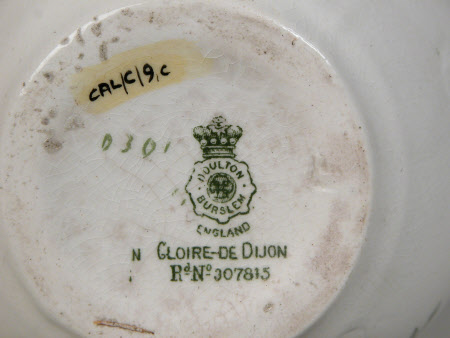 CAL/C/9,C
D301
DOULTON
BURSLEM
ENGLAND
N GLOIRE-DE DIJON
Rd. No 307815